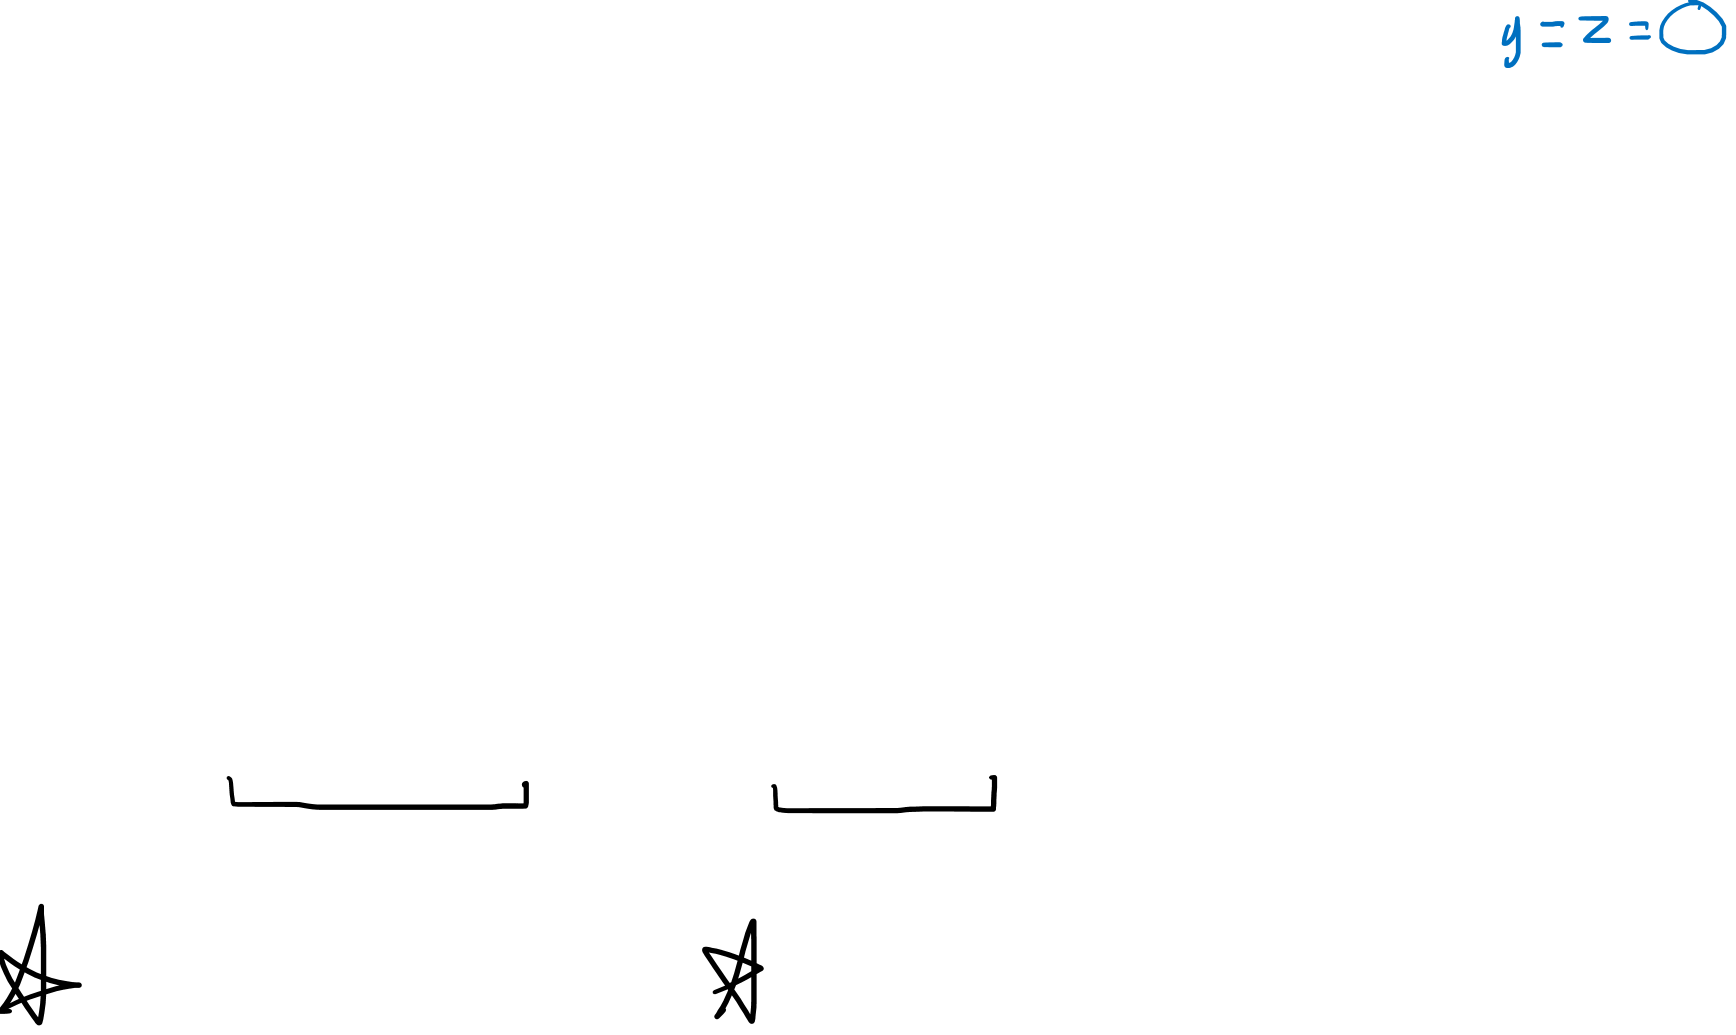 y = z = 0